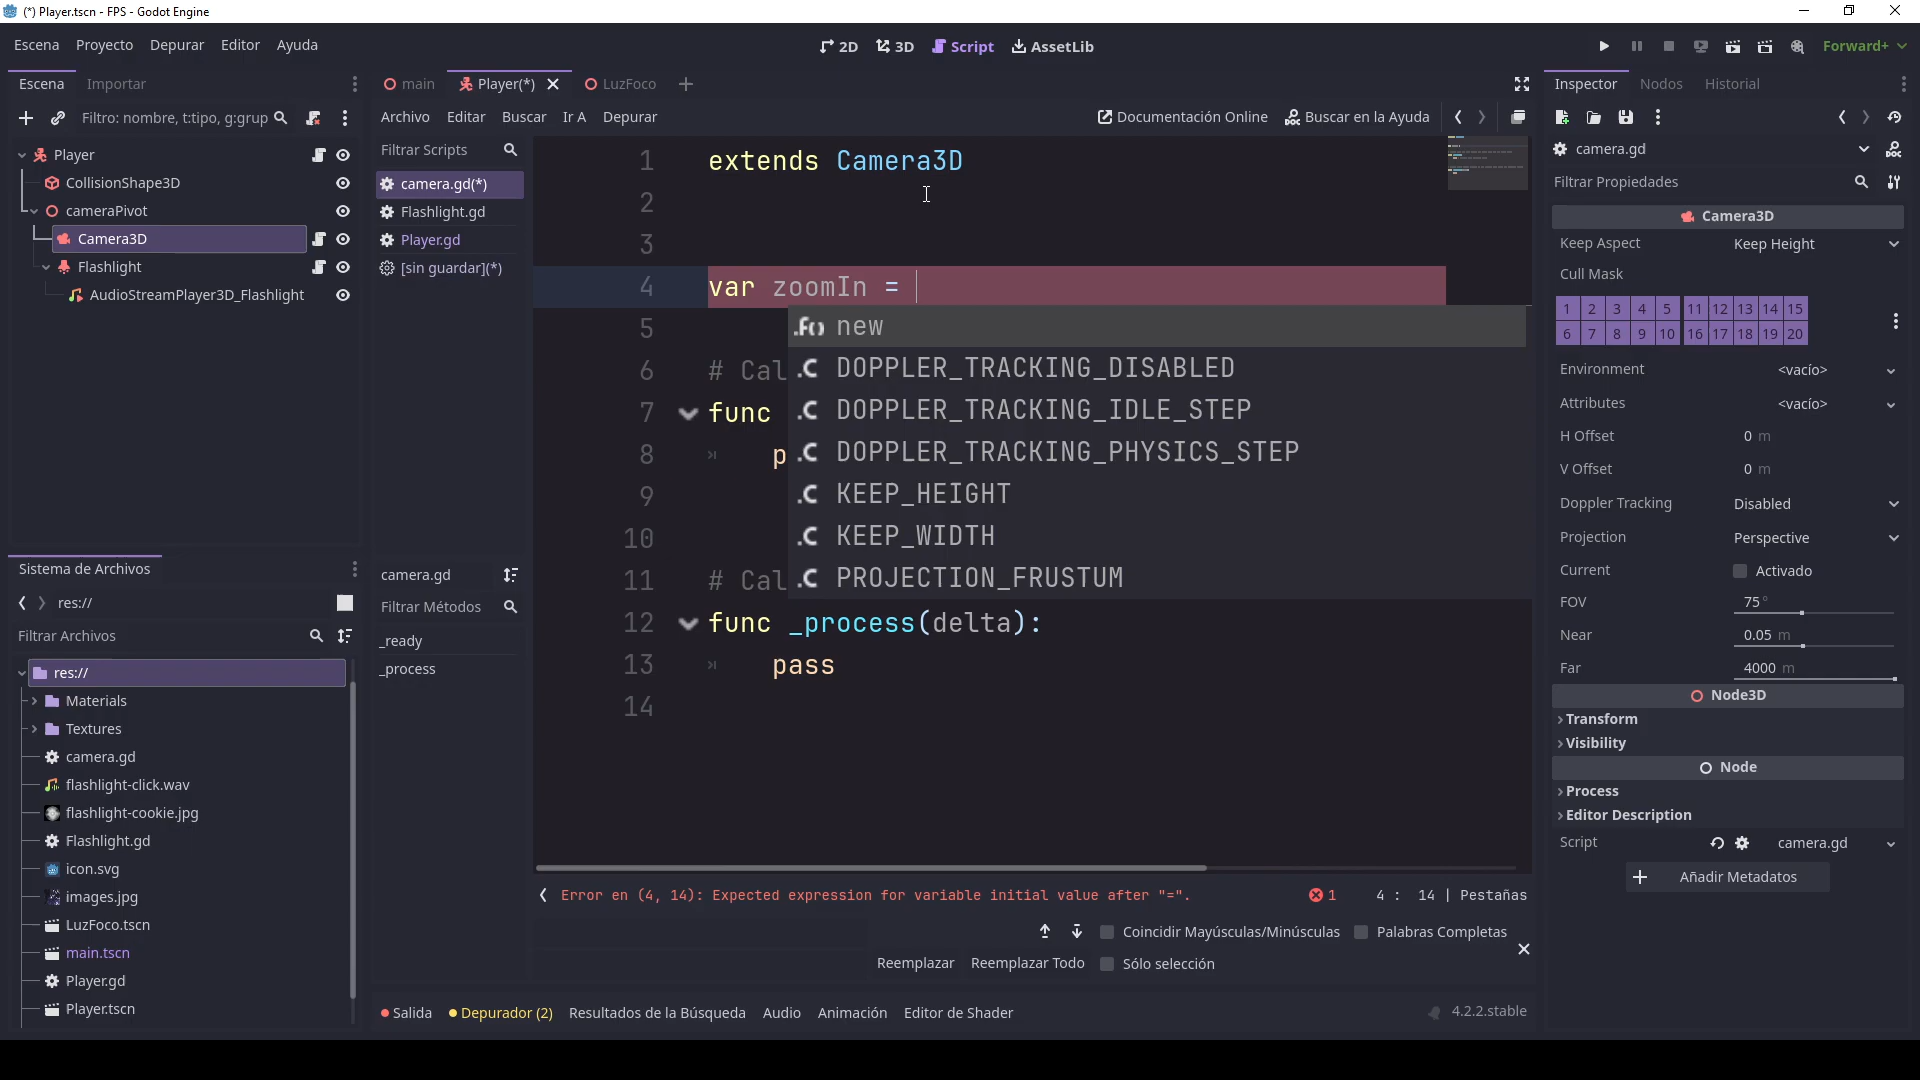 (*) Player.tscn - FPS - Godot Engine
Escena Proyecto Depurar Editor Ayuda
2D 3D Script AssetLib
Forward+
Escena Importar
main Player(*) LuzFoco
Inspector Nodos Historial
Filtro: nombre, t:tipo, g:grup
Archivo Editar Buscar Ir A Depurar
Documentación Online Buscar en la Ayuda
Player
CollisionShape3D
cameraPivot
Camera3D
Flashlight
AudioStreamPlayer3D_Flashlight
Filtrar Scripts
camera.gd(*)
Flashlight.gd
Player.gd
[sin guardar](*)
camera.gd
Filtrar Métodos
_ready
_process
1 extends Camera3D
2
3
4 var zoomIn =
5
6 # Cal
7 func
8 p
9
10
11 # Cal
12 func _process(delta):
13 pass
14
new
DOPPLER_TRACKING_DISABLED
DOPPLER_TRACKING_IDLE_STEP
DOPPLER_TRACKING_PHYSICS_STEP
KEEP_HEIGHT
KEEP_WIDTH
PROJECTION_FRUSTUM
Error en (4, 14): Expected expression for variable initial value after "=".
1 4 : 14 | Pestañas
Coincidir Mayúsculas/Minúsculas Palabras Completas
Reemplazar Reemplazar Todo Sólo selección
Salida Depurador (2) Resultados de la Búsqueda Audio Animación Editor de Shader
4.2.2.stable
Sistema de Archivos
res://
Filtrar Archivos
res://
Materials
Textures
camera.gd
flashlight-click.wav
flashlight-cookie.jpg
Flashlight.gd
icon.svg
images.jpg
LuzFoco.tscn
main.tscn
Player.gd
Player.tscn
camera.gd
Filtrar Propiedades
Camera3D
Keep Aspect Keep Height
Cull Mask
1 2 3 4 5 11 12 13 14 15
6 7 8 9 10 16 17 18 19 20
Environment <vacío>
Attributes <vacío>
H Offset 0 m
V Offset 0 m
Doppler Tracking Disabled
Projection Perspective
Current Activado
FOV 75 °
Near 0.05 m
Far 4000 m
Node3D
Transform
Visibility
Node
Process
Editor Description
Script camera.gd
Añadir Metadatos